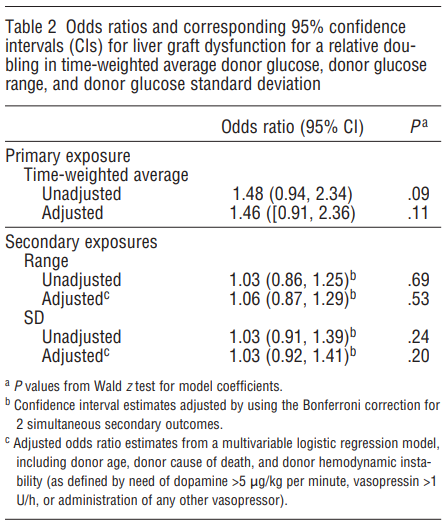 Table 2 Odds ratios and corresponding 95% confidence
intervals (CIs) for liver graft dysfunction for a relative dou-
bling in time-weighted average donor glucose, donor glucose
range, and donor glucose standard deviation
Odds ratio (95% CI) Pᵃ
Primary exposure
Time-weighted average
Unadjusted 1.48 (0.94, 2.34) .09
Adjusted 1.46 ([0.91, 2.36) .11
Secondary exposures
Range
Unadjusted 1.03 (0.86, 1.25)ᵇ .69
Adjustedᶜ 1.06 (0.87, 1.29)ᵇ .53
SD
Unadjusted 1.03 (0.91, 1.39)ᵇ .24
Adjustedᶜ 1.03 (0.92, 1.41)ᵇ .20
ᵃ P values from Wald z test for model coefficients.
ᵇ Confidence interval estimates adjusted by using the Bonferroni correction for
2 simultaneous secondary outcomes.
ᶜ Adjusted odds ratio estimates from a multivariable logistic regression model,
including donor age, donor cause of death, and donor hemodynamic insta-
bility (as defined by need of dopamine >5 µg/kg per minute, vasopressin >1
U/h, or administration of any other vasopressor).